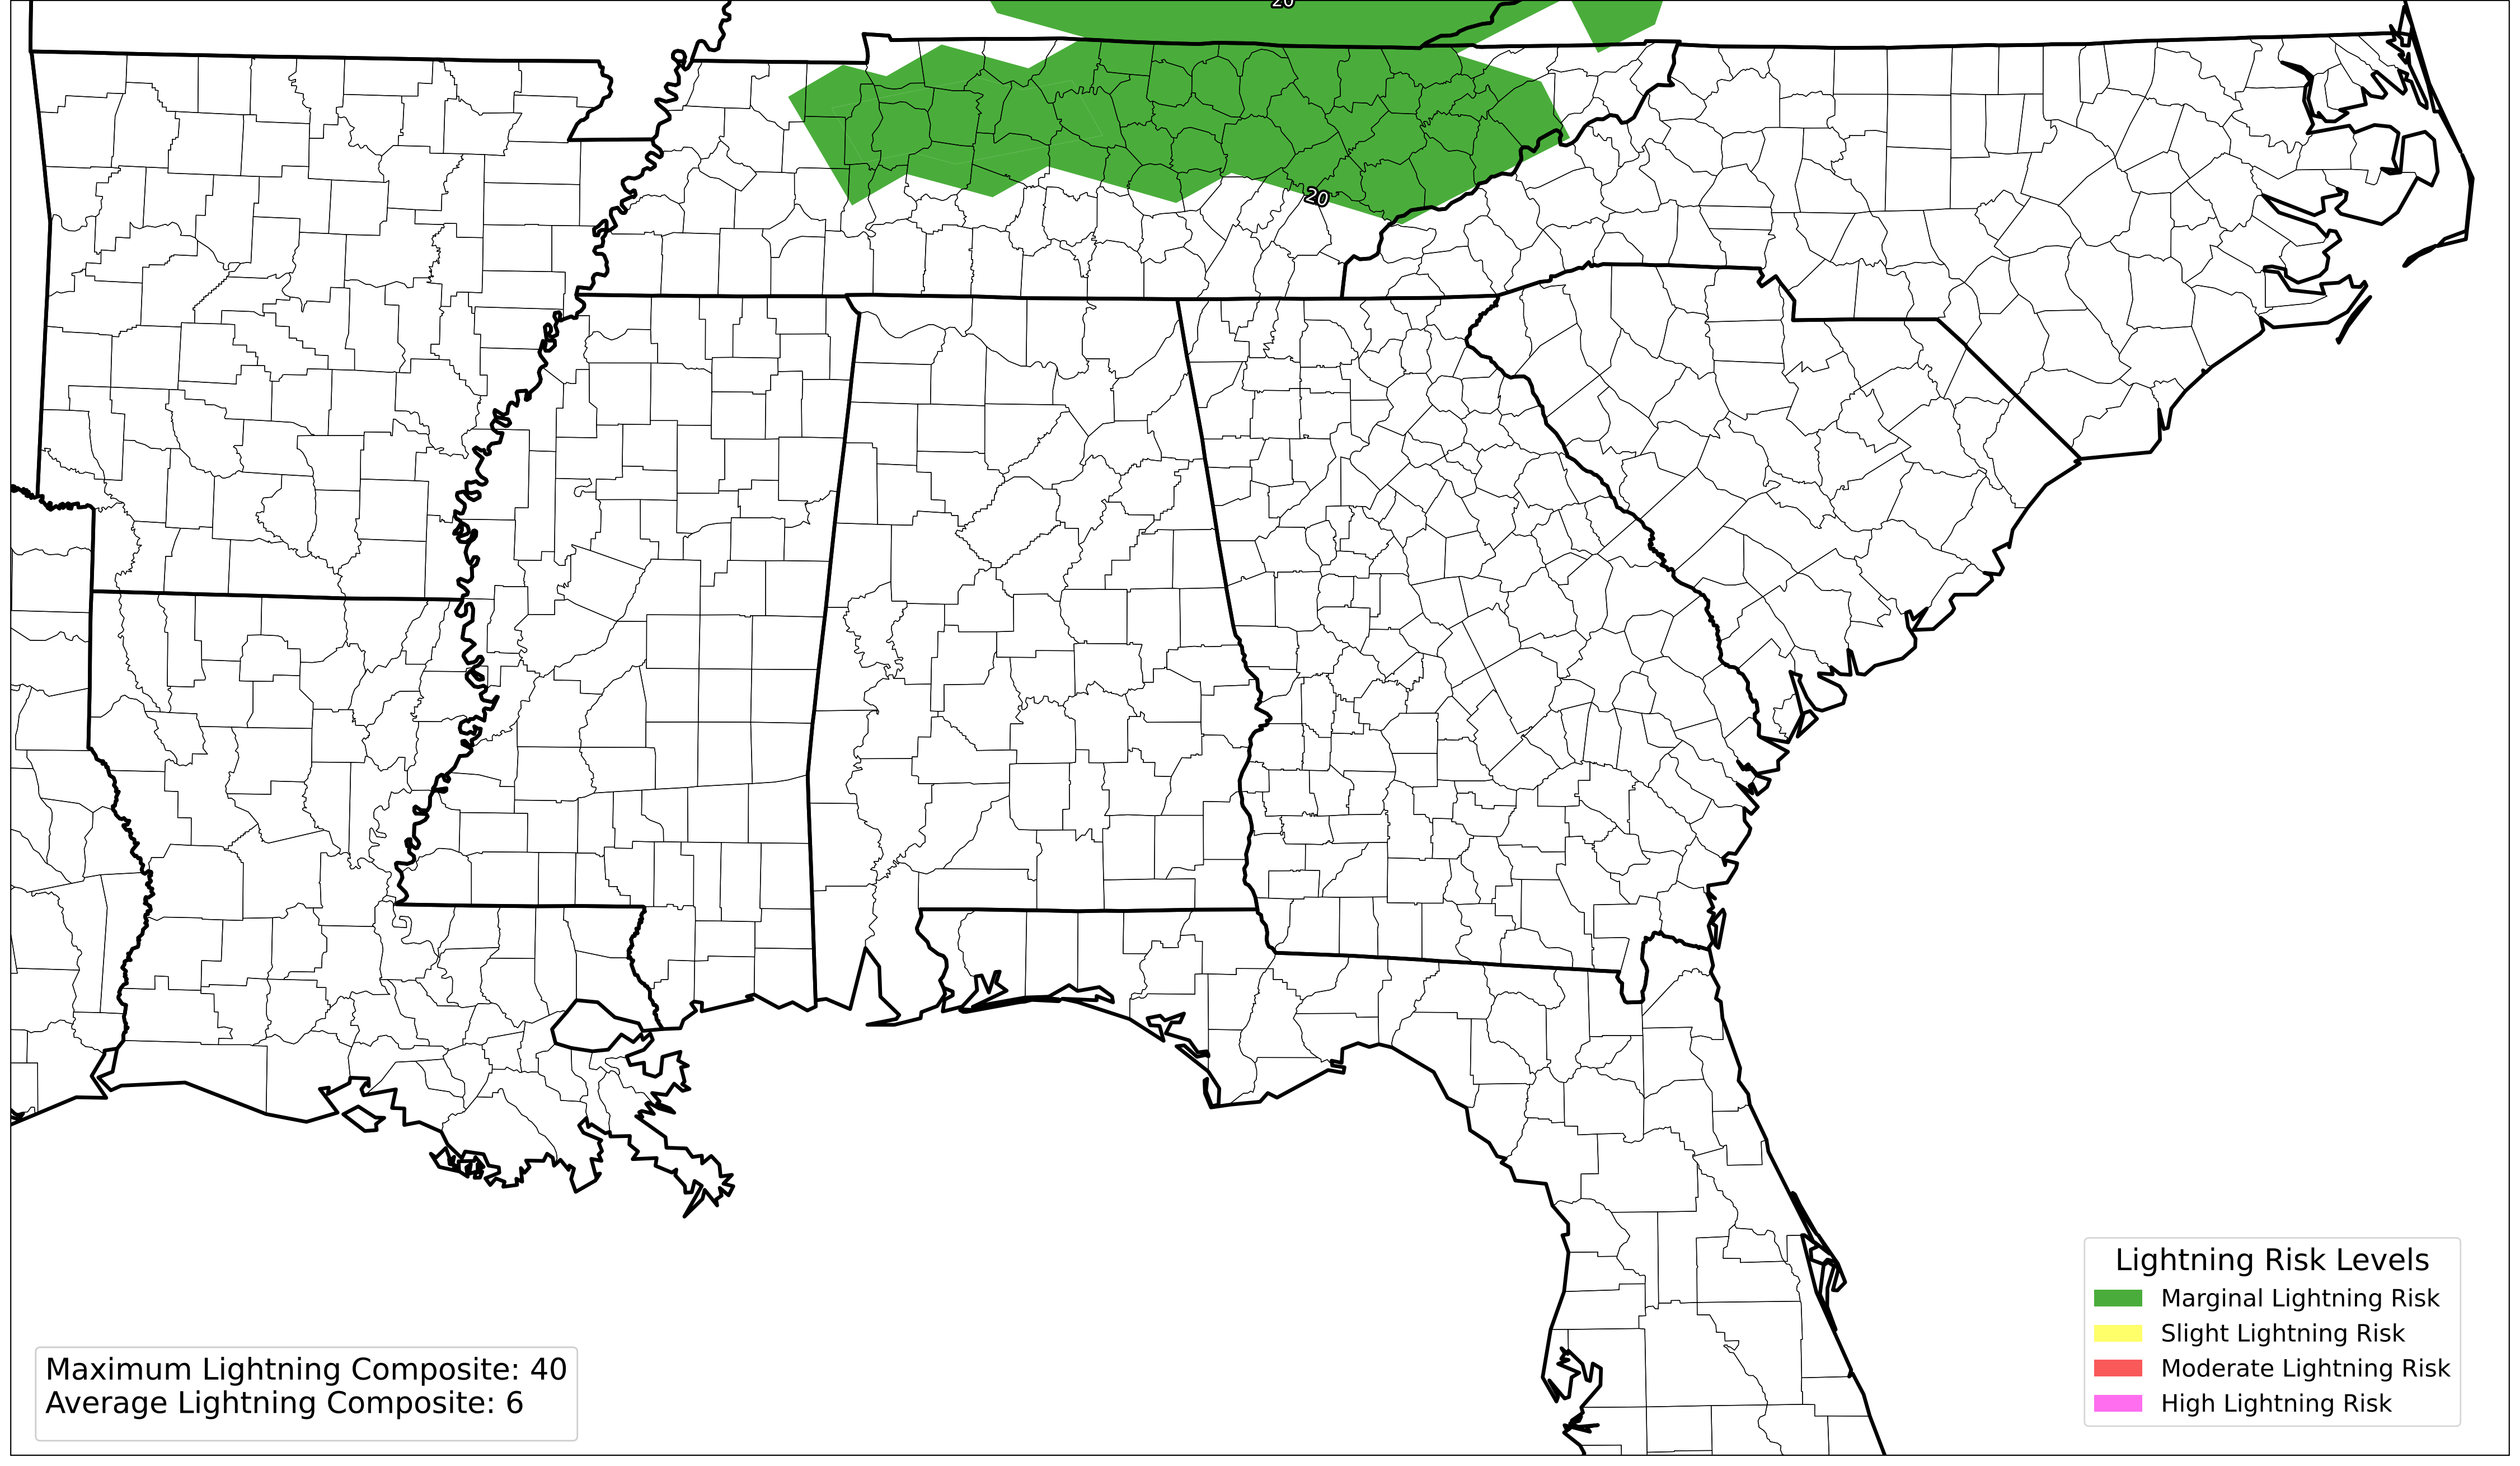 20
20
Lightning Risk Levels
Marginal Lightning Risk
Slight Lightning Risk
Moderate Lightning Risk
High Lightning Risk
Maximum Lightning Composite: 40
Average Lightning Composite: 6